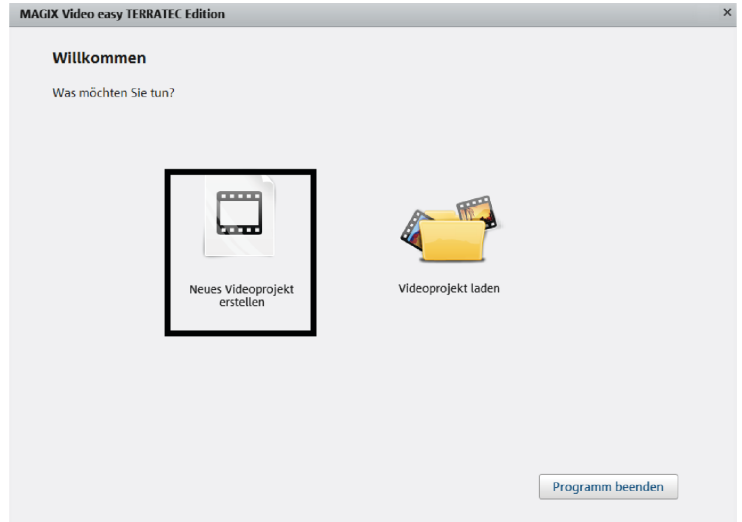 MAGIX Video easy TERRATEC Edition
Willkommen
Was möchten Sie tun?
Neues Videoprojekt
erstellen
Videoprojekt laden
Programm beenden